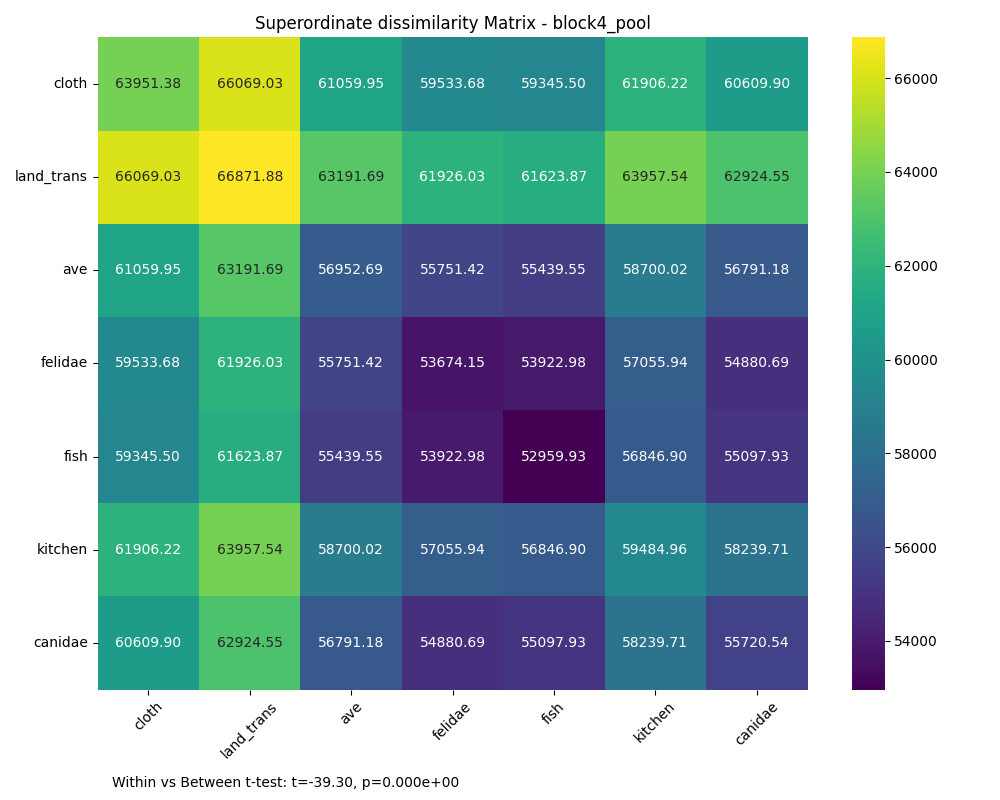 Superordinate dissimilarity Matrix - block4_pool
cloth 63951.38 66069.03 61059.95 59533.68 59345.50 61906.22 60609.90
land_trans 66069.03 66871.88 63191.69 61926.03 61623.87 63957.54 62924.55
ave 61059.95 63191.69 56952.69 55751.42 55439.55 58700.02 56791.18
felidae 59533.68 61926.03 55751.42 53674.15 53922.98 57055.94 54880.69
fish 59345.50 61623.87 55439.55 53922.98 52959.93 56846.90 55097.93
kitchen 61906.22 63957.54 58700.02 57055.94 56846.90 59484.96 58239.71
canidae 60609.90 62924.55 56791.18 54880.69 55097.93 58239.71 55720.54
cloth land_trans ave felidae fish kitchen canidae
66000
64000
62000
60000
58000
56000
54000
Within vs Between t-test: t=-39.30, p=0.000e+00